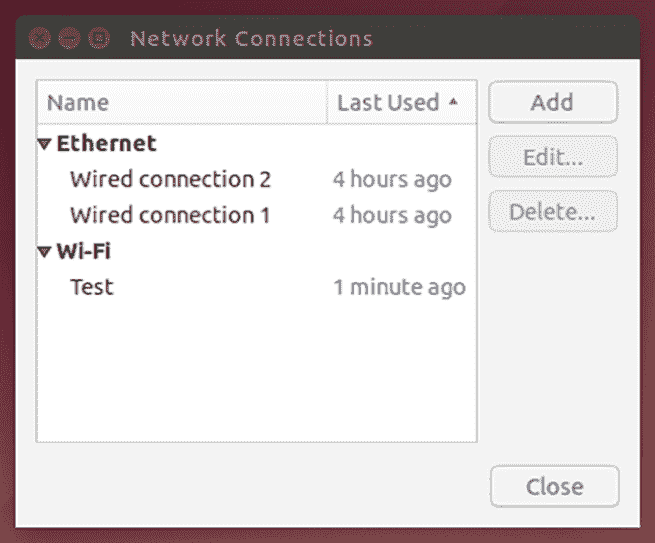 Network Connections
Name Last Used
Add
Ethernet
Edit...
Wired connection 2 4 hours ago
Wired connection 1 4 hours ago
Delete...
Wi-Fi
Test 1 minute ago
Close